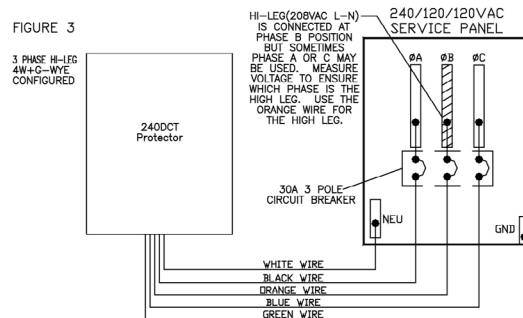 FIGURE 3
3 PHASE HI-LEG
4W+G-WYE
CONFIGURED
240DCT
Protector
HI-LEG(208VAC L-N)
IS CONNECTED AT
PHASE B POSITION
BUT SOMETIMES
PHASE A OR C MAY
BE USED. MEASURE
VOLTAGE TO ENSURE
WHICH PHASE IS THE
HIGH LEG. USE THE
ORANGE WIRE FOR
THE HIGH LEG.
240/120/120VAC
SERVICE PANEL
ØA
ØB
ØC
30A 3 POLE
CIRCUIT BREAKER
NEU
GND
WHITE WIRE
BLACK WIRE
ORANGE WIRE
BLUE WIRE
GREEN WIRE